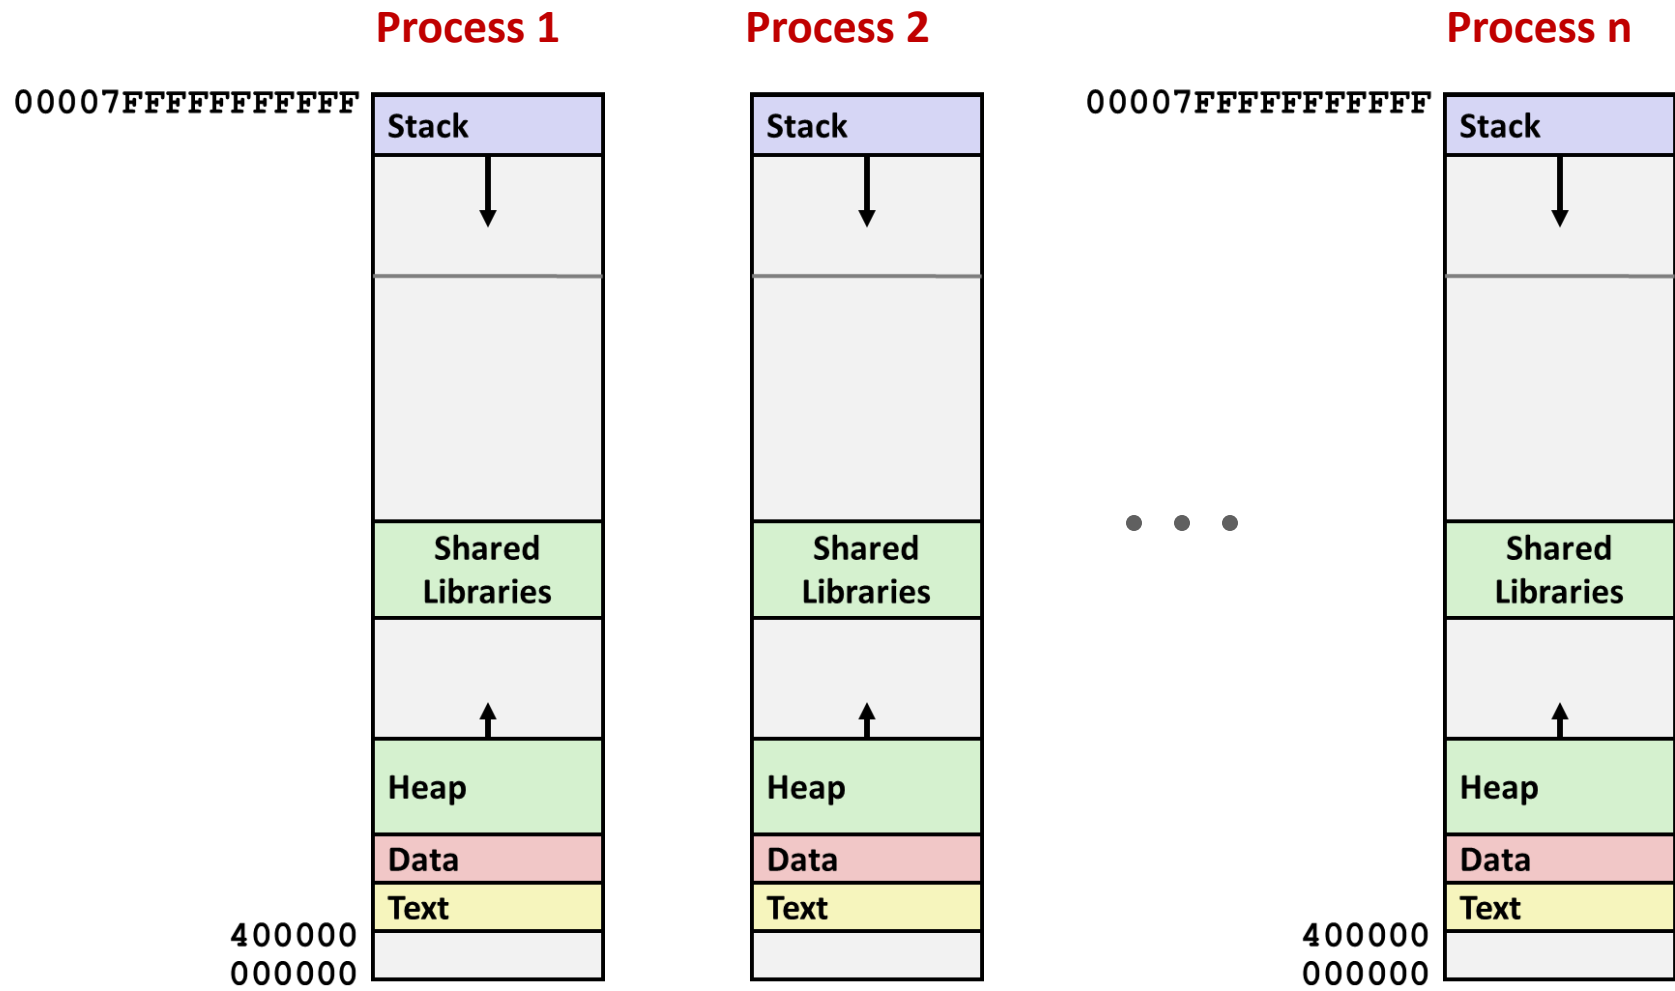 Process 1
00007FFFFFFFFFFF
Stack
Shared
Libraries
Heap
Data
Text
400000
000000
Process 2
Stack
Shared
Libraries
Heap
Data
Text
Process n
00007FFFFFFFFFFF
Stack
Shared
Libraries
Heap
Data
Text
400000
000000